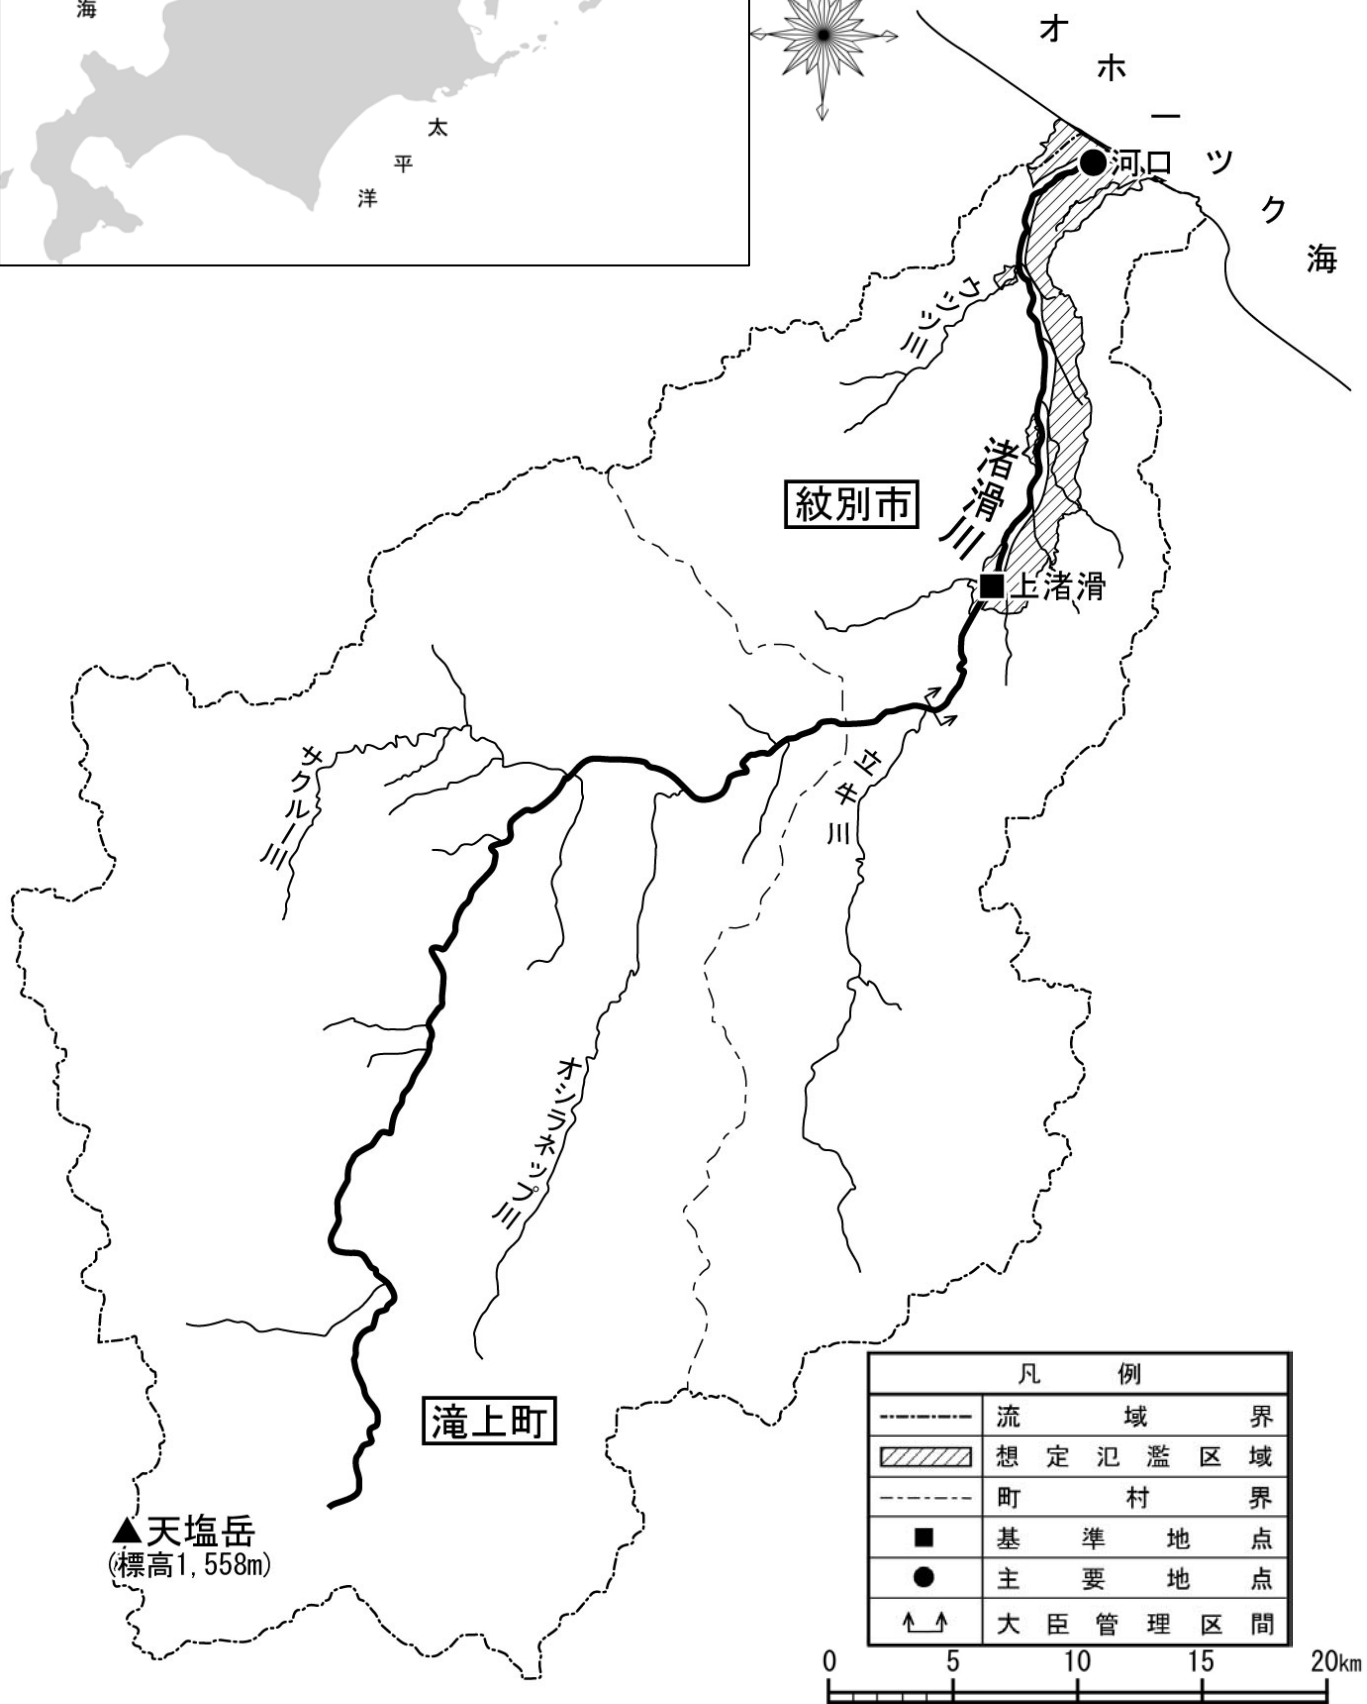 海
太平洋
オホーツク海
河口
ウツツ川
渚滑川
紋別市
上渚滑
立牛川
サクルー川
オシラネップ川
滝上町
▲天塩岳
(標高1,558m)
凡例
流域界
想定氾濫区域
町村界
■ 基準地点
● 主要地点
大臣管理区間
0 5 10 15 20km